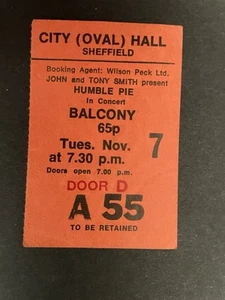 CITY (OVAL) HALL
SHEFFIELD
Booking Agent: Wilson Peck Ltd.
JOHN and TONY SMITH present
HUMBLE PIE
in Concert
BALCONY
65p
Tues. Nov. 7
at 7.30 p.m.
Doors open 7.00 p.m.
DOOR D
A 55
TO BE RETAINED